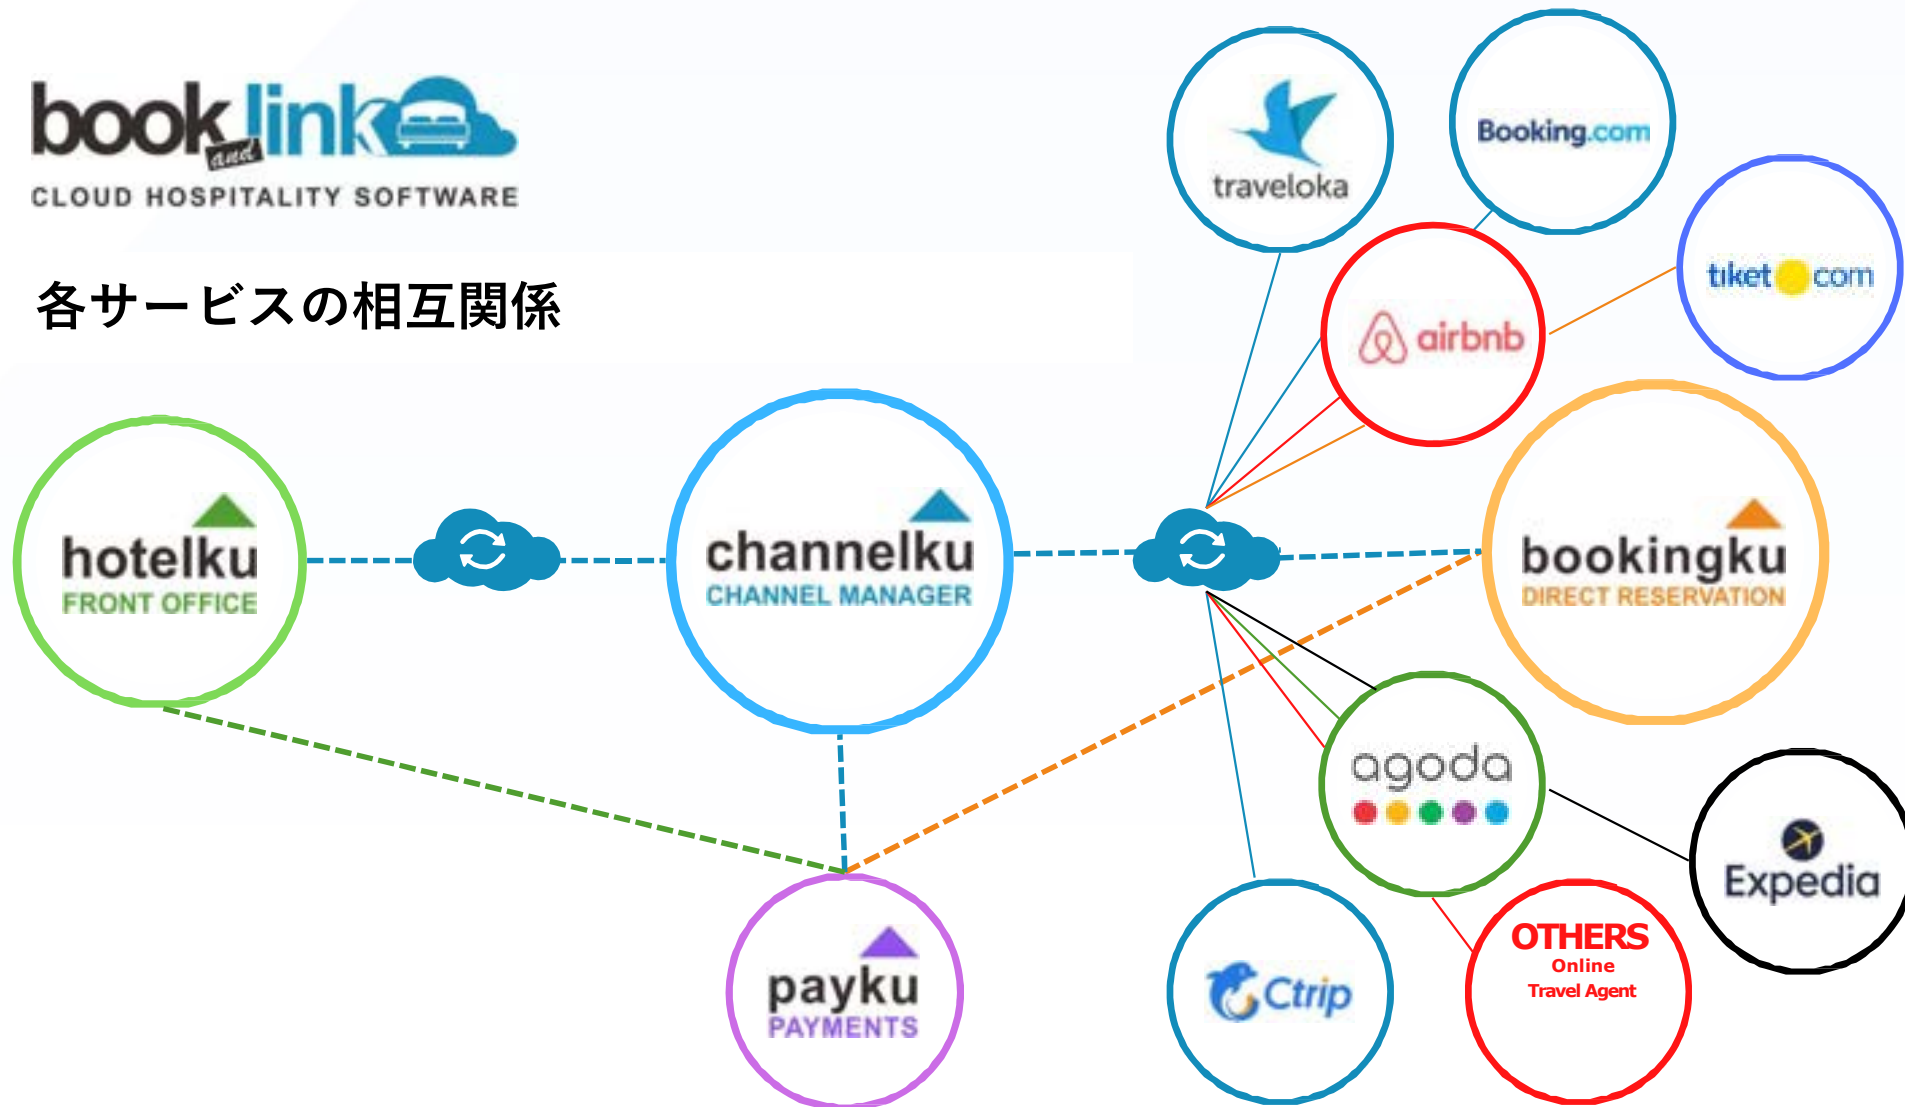 book and link
CLOUD HOSPITALITY SOFTWARE
各サービスの相互関係
traveloka
Booking.com
tiket com
airbnb
hotelku
FRONT OFFICE
channelku
CHANNEL MANAGER
bookingku
DIRECT RESERVATION
agoda
Expedia
payku
PAYMENTS
Ctrip
OTHERS
Online
Travel Agent